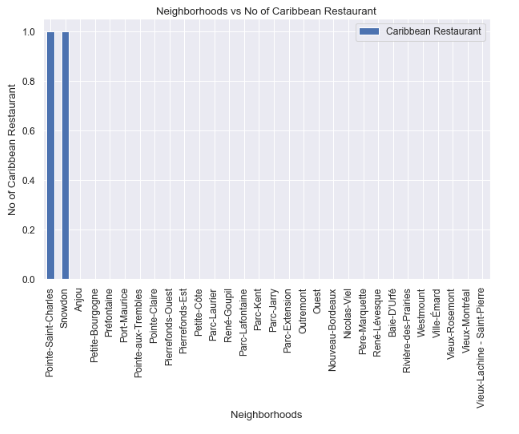 Neighborhoods vs No of Caribbean Restaurant
Caribbean Restaurant
No of Caribbean Restaurant
1.0
0.8
0.6
0.4
0.2
0.0
Pointe-Saint-Charles
Snowdon
Anjou
Petite-Bourgogne
Préfontaine
Port-Maurice
Pointe-aux-Trembles
Pointe-Claire
Pierrefonds-Ouest
Pierrefonds-Est
Petite-Côte
Parc-Laurier
René-Goupil
Parc-Lafontaine
Parc-Kent
Parc-Jarry
Parc-Extension
Outremont
Ouest
Nouveau-Bordeaux
Nicolas-Viel
Père-Marquette
René-Lévesque
Baie-D'Urfé
Rivière-des-Prairies
Westmount
Ville-Émard
Vieux-Rosemont
Vieux-Montréal
Vieux-Lachine - Saint-Pierre
Neighborhoods